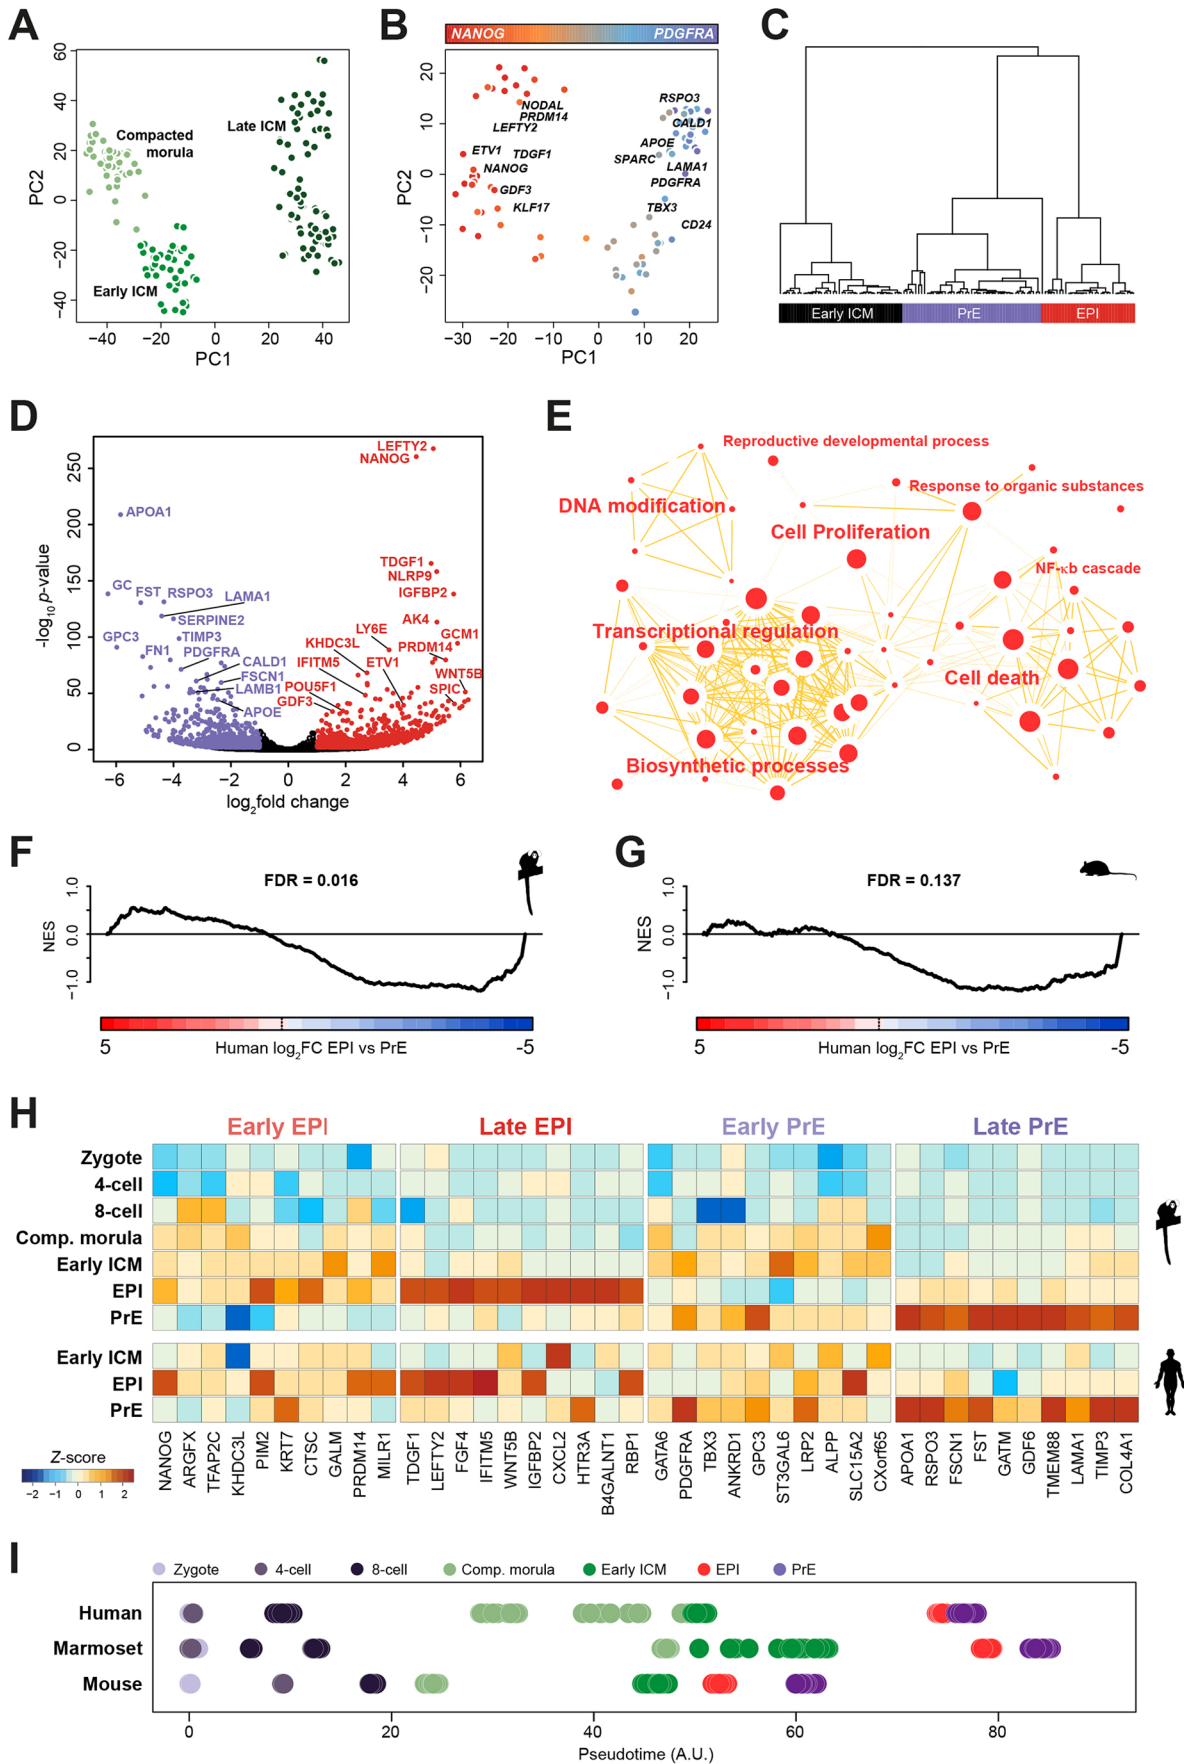 A
60
40
20
0
−20
−40
PC2
Compacted
morula
Late ICM
Early ICM
−40
−20
0
20
40
PC1
B
NANOG
PDGFRA
20
10
0
−10
−20
PC2
NODAL
PRDM14
LEFTY2
ETV1
TDGF1
NANOG
GDF3
KLF17
RSPO3
CALD1
APOE
SPARC
LAMA1
PDGFRA
TBX3
CD24
−30
−20
−10
0
10
20
PC1
C
Early ICM
PrE
EPI
D
250
200
150
100
50
0
-log10 p-value
LEFTY2
NANOG
APOA1
TDGF1
NLRP9
IGFBP2
GC
FST
RSPO3
LAMA1
SERPINE2
AK4
GCM1
LY6E
GPC3
TIMP3
FN1
PDGFRA
KHDC3L
PRDM14
IFITM5
ETV1
CALD1
WNT5B
FSCN1
POU5F1
SPIC
LAMB1
GDF3
APOE
−6
−4
−2
0
2
4
6
log2fold change
E
Reproductive developmental process
DNA modification
Response to organic substances
Cell Proliferation
NF-κb cascade
Transcriptional regulation
Cell death
Biosynthetic processes
F
FDR = 0.016
1.0
0.0
−1.0
NES
5
Human log2FC EPI vs PrE
-5
G
FDR = 0.137
1.0
0.0
−1.0
NES
5
Human log2FC EPI vs PrE
-5
H
Early EPI
Late EPI
Early PrE
Late PrE
Zygote
4-cell
8-cell
Comp. morula
Early ICM
EPI
PrE
Early ICM
EPI
PrE
NANOG
ARGFX
TFAP2C
KHDC3L
PIM2
KRT7
CTSC
GALM
PRDM14
MILR1
TDGF1
LEFTY2
FGF4
IFITM5
WNT5B
IGFBP2
CXCL2
HTR3A
B4GALNT1
RBP1
GATA6
PDGFRA
TBX3
ANKRD1
GPC3
ST3GAL6
LRP2
ALPP
SLC15A2
CXorf65
APOA1
RSPO3
FSCN1
FST
GATM
GDF6
TMEM88
LAMA1
TIMP3
COL4A1
Z-score
−2
−1
0
1
2
I
Zygote
4-cell
8-cell
Comp. morula
Early ICM
EPI
PrE
Human
Marmoset
Mouse
0
20
40
60
80
Pseudotime (A.U.)